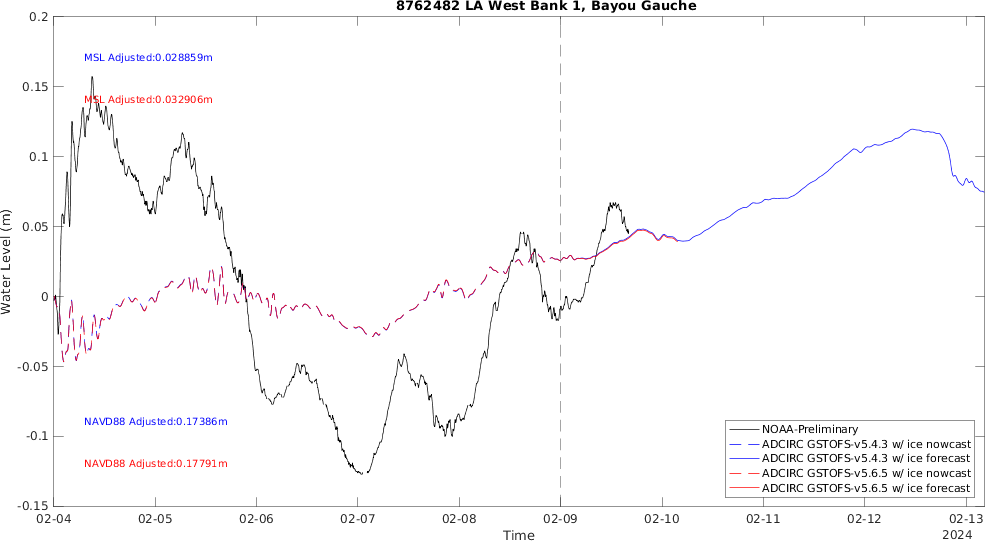 8762482 LA West Bank 1, Bayou Gauche
0.2
0.15
0.1
0.05
0
-0.05
-0.1
-0.15
Water Level (m)
MSL Adjusted:0.028859m
MSL Adjusted:0.032906m
NAVD88 Adjusted:0.17386m
NAVD88 Adjusted:0.17791m
NOAA-Preliminary
ADCIRC GSTOFS-v5.4.3 w/ ice nowcast
ADCIRC GSTOFS-v5.4.3 w/ ice forecast
ADCIRC GSTOFS-v5.6.5 w/ ice nowcast
ADCIRC GSTOFS-v5.6.5 w/ ice forecast
02-04 02-05 02-06 02-07 02-08 02-09 02-10 02-11 02-12 02-13
Time
2024